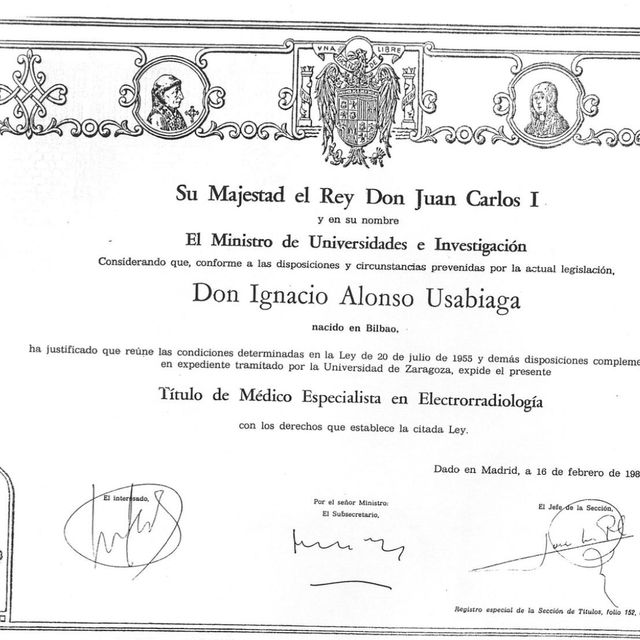 UNA LIBRE
Su Majestad el Rey Don Juan Carlos I
y en su nombre
El Ministro de Universidades e Investigación
Considerando que, conforme a las disposiciones y circunstancias prevenidas por la actual legislación,
Don Ignacio Alonso Usabiaga
nacido en Bilbao,
ha justificado que reúne las condiciones determinadas en la Ley de 20 de julio de 1955 y demás disposiciones compleme
en expediente tramitado por la Universidad de Zaragoza, expide el presente
Título de Médico Especialista en Electrorradiología
con los derechos que establece la citada Ley.
Dado en Madrid, a 16 de febrero de 198
El interesado,
Por el señor Ministro:
El Subsecretario,
El Jefe de la Sección,
Registro especial de la Sección de Títulos, folio 152,